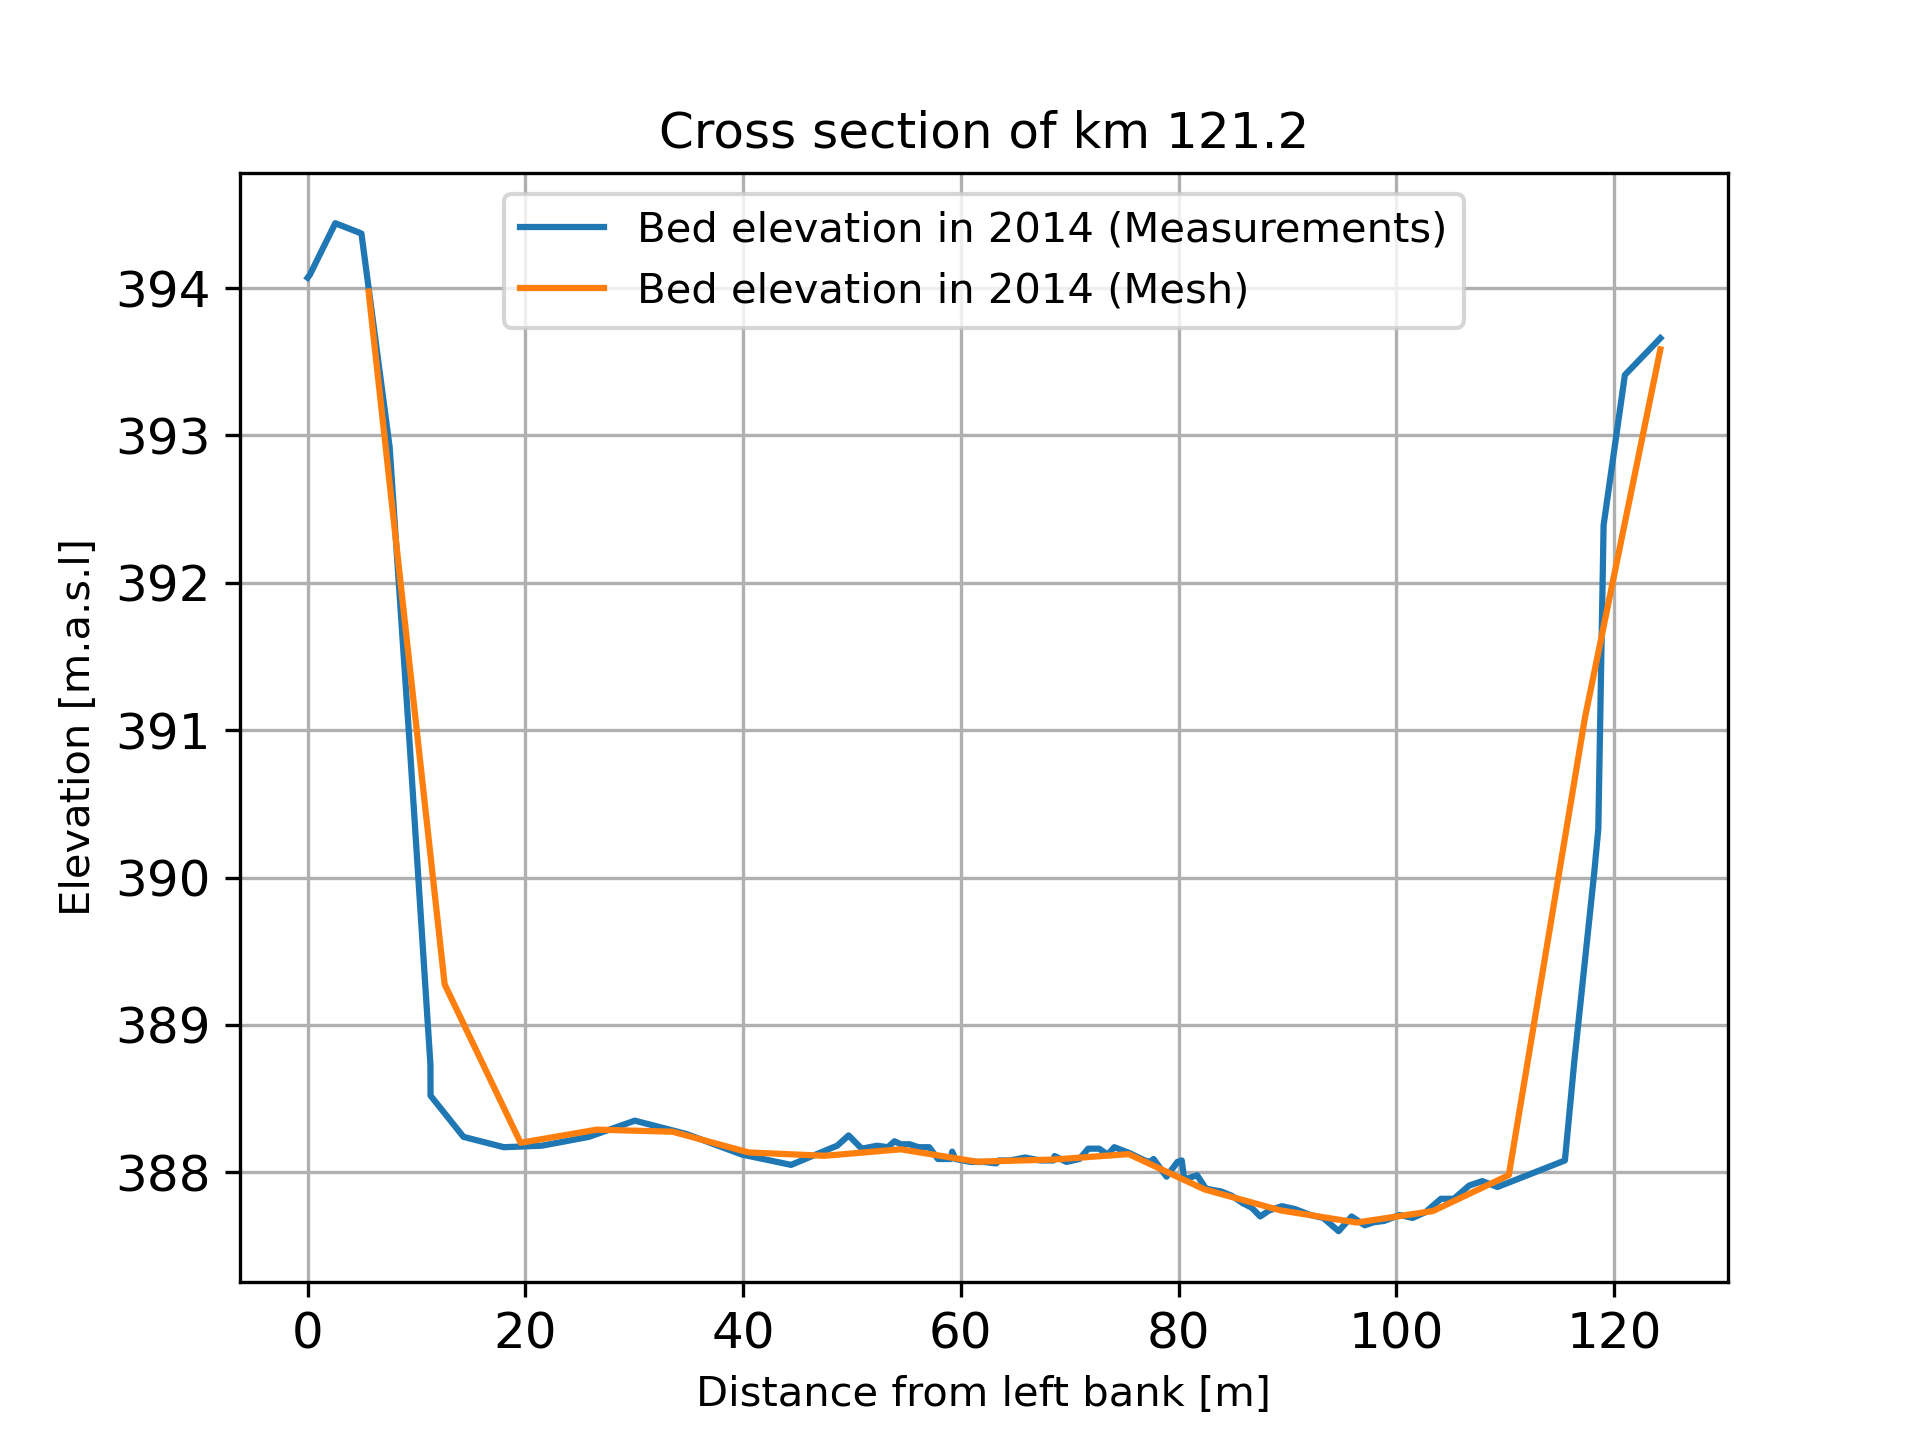 Cross section of km 121.2
Bed elevation in 2014 (Measurements)
Bed elevation in 2014 (Mesh)
Elevation [m.a.s.l]
394
393
392
391
390
389
388
0 20 40 60 80 100 120
Distance from left bank [m]